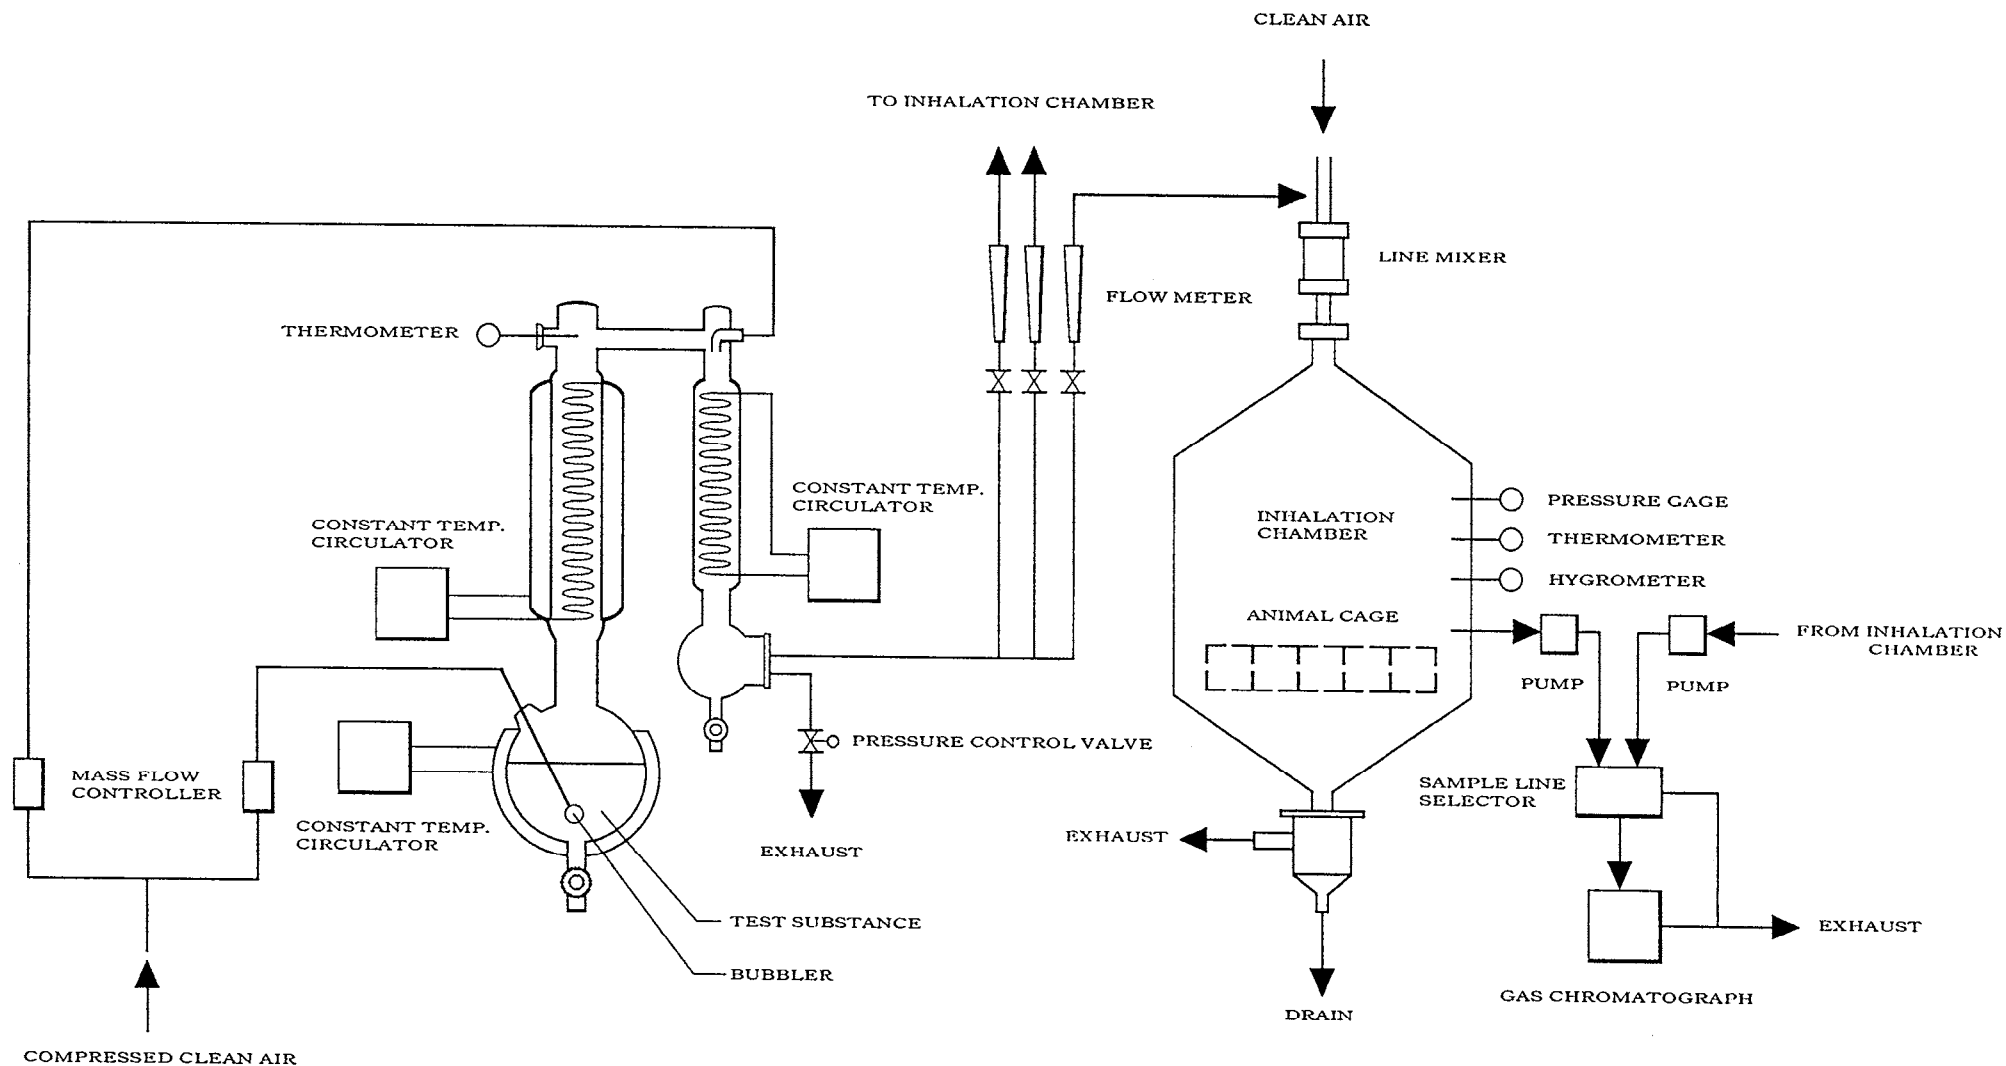 CLEAN AIR
TO INHALATION CHAMBER
LINE MIXER
FLOW METER
THERMOMETER
CONSTANT TEMP.
CIRCULATOR
CONSTANT TEMP.
CIRCULATOR
PRESSURE GAGE
INHALATION
CHAMBER
THERMOMETER
HYGROMETER
ANIMAL CAGE
FROM INHALATION
CHAMBER
PUMP
PUMP
PRESSURE CONTROL VALVE
MASS FLOW
CONTROLLER
SAMPLE LINE
SELECTOR
CONSTANT TEMP.
CIRCULATOR
EXHAUST
EXHAUST
TEST SUBSTANCE
EXHAUST
BUBBLER
GAS CHROMATOGRAPH
DRAIN
COMPRESSED CLEAN AIR